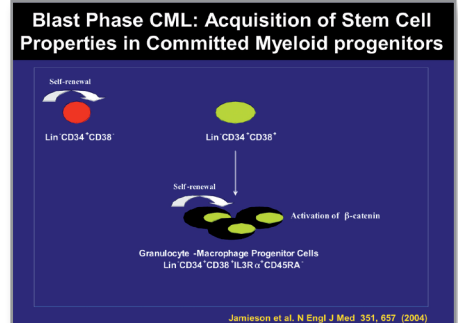 Blast Phase CML: Acquisition of Stem Cell
Properties in Committed Myeloid progenitors
Self-renewal
Lin⁻CD34⁺CD38⁻
Lin⁻CD34⁺CD38⁺
Self-renewal
Activation of β-catenin
Granulocyte -Macrophage Progenitor Cells
Lin⁻CD34⁺CD38⁺IL3Rα⁺CD45RA⁻
Jamieson et al. N Engl J Med 351, 657 (2004)